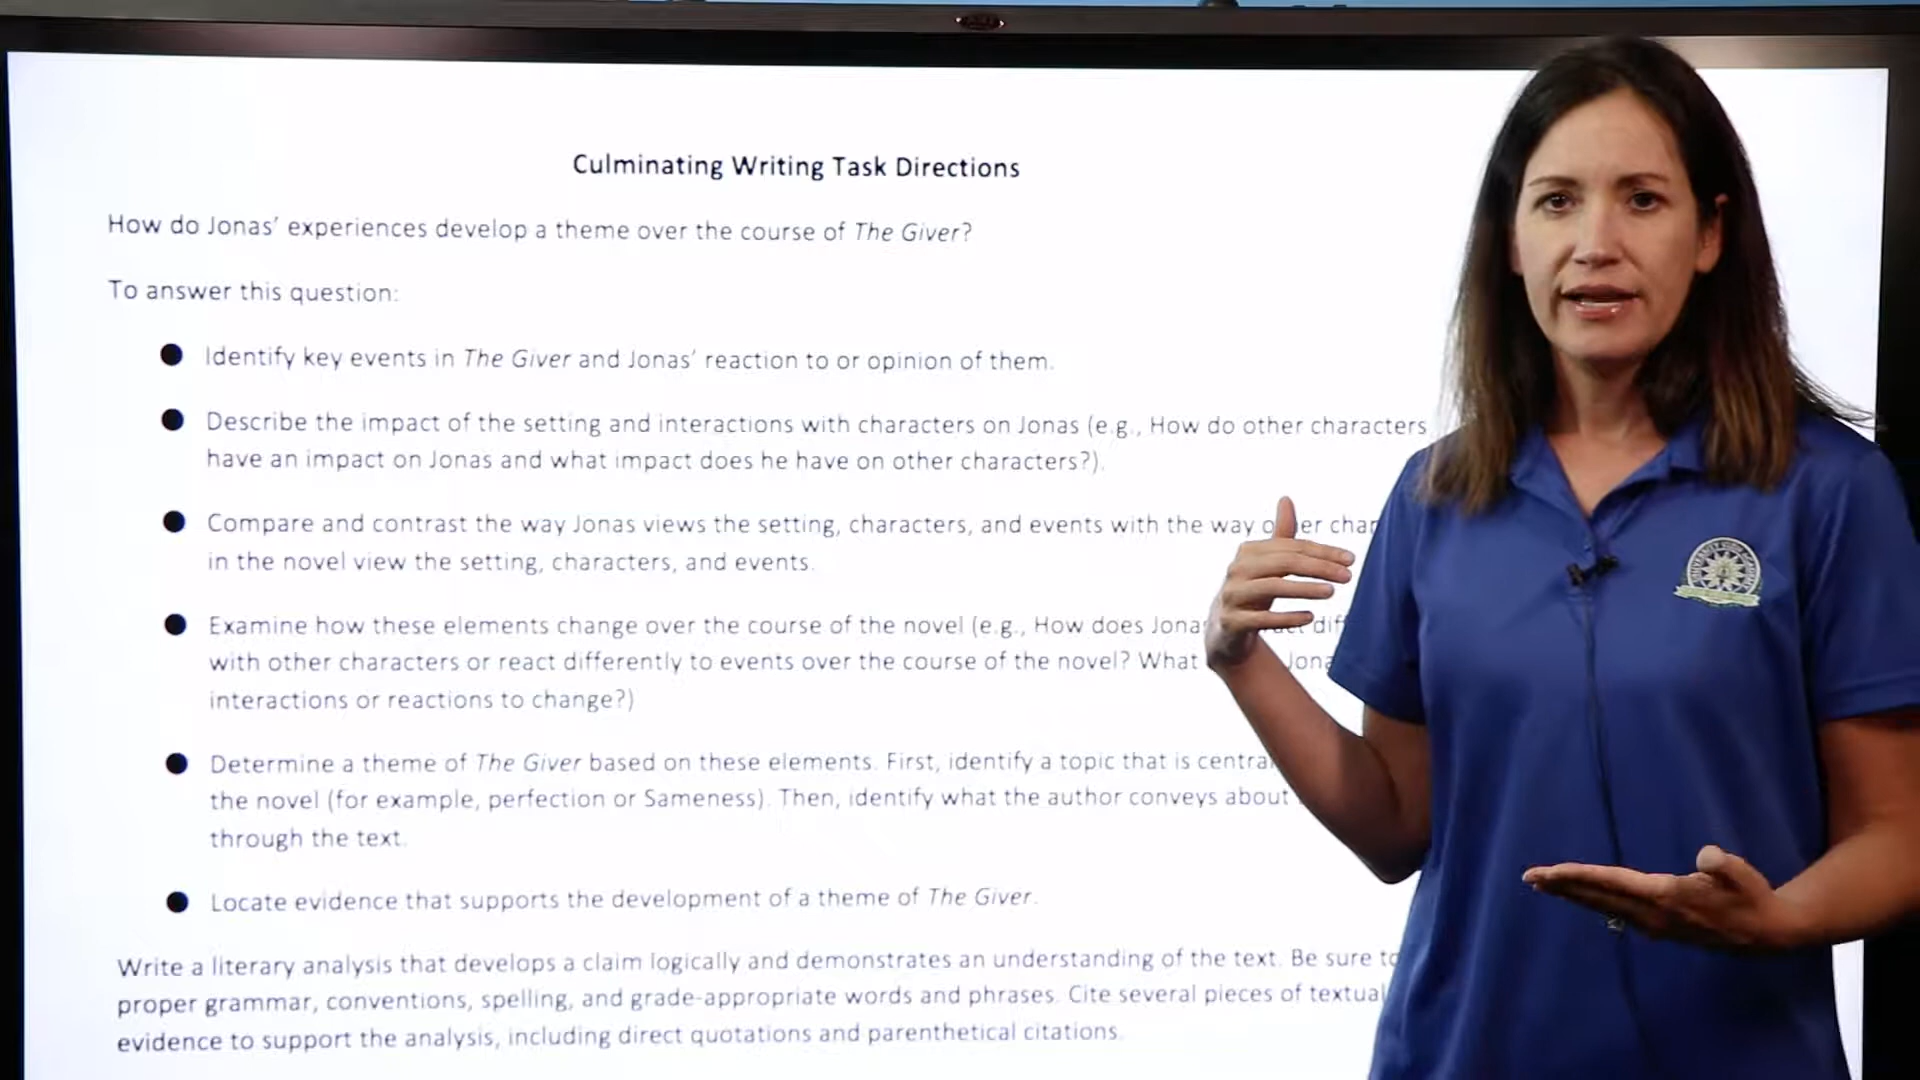 Culminating Writing Task Directions
How do Jonas' experiences develop a theme over the course of The Giver?
To answer this question:
● Identify key events in The Giver and Jonas' reaction to or opinion of them.
● Describe the impact of the setting and interactions with characters on Jonas (e.g., How do other characters
have an impact on Jonas and what impact does he have on other characters?).
● Compare and contrast the way Jonas views the setting, characters, and events with the way
in the novel view the setting, characters, and events.
● Examine how these elements change over the course of the novel (e.g., How does
with other characters or react differently to events over the course of the novel? What
interactions or reactions to change?)
● Determine a theme of The Giver based on these elements. First, identify a topic that is
the novel (for example, perfection or Sameness). Then, identify what the author conveys about
through the text.
● Locate evidence that supports the development of a theme of The Giver.
Write a literary analysis that develops a claim logically and demonstrates an understanding of the text. Be sure to
proper grammar, conventions, spelling, and grade-appropriate words and phrases. Cite several pieces of textual
evidence to support the analysis, including direct quotations and parenthetical citations.